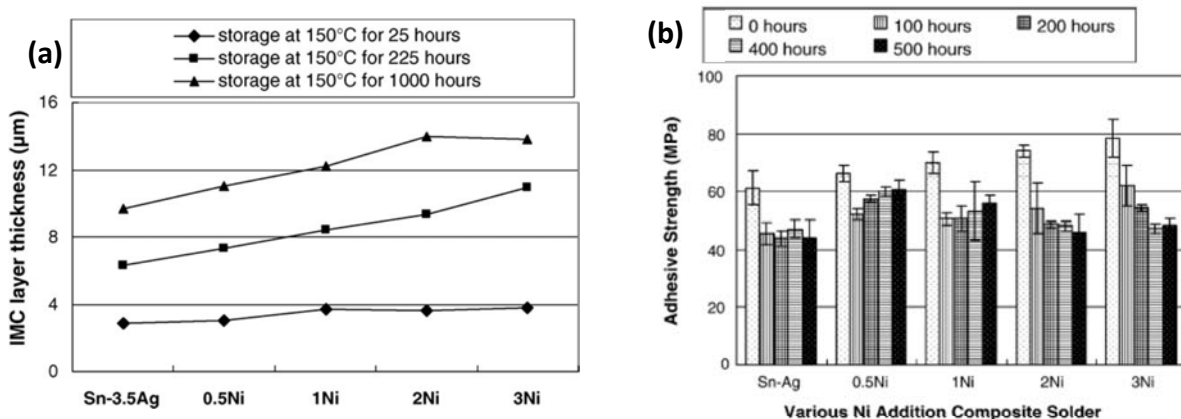 (a)
storage at 150°C for 25 hours
storage at 150°C for 225 hours
storage at 150°C for 1000 hours
IMC layer thickness (μm)
16
12
8
4
0
Sn-3.5Ag 0.5Ni 1Ni 2Ni 3Ni
(b)
0 hours 100 hours 200 hours
400 hours 500 hours
Adhesive Strength (MPa)
100
80
60
40
20
0
Sn-Ag 0.5Ni 1Ni 2Ni 3Ni
Various Ni Addition Composite Solder